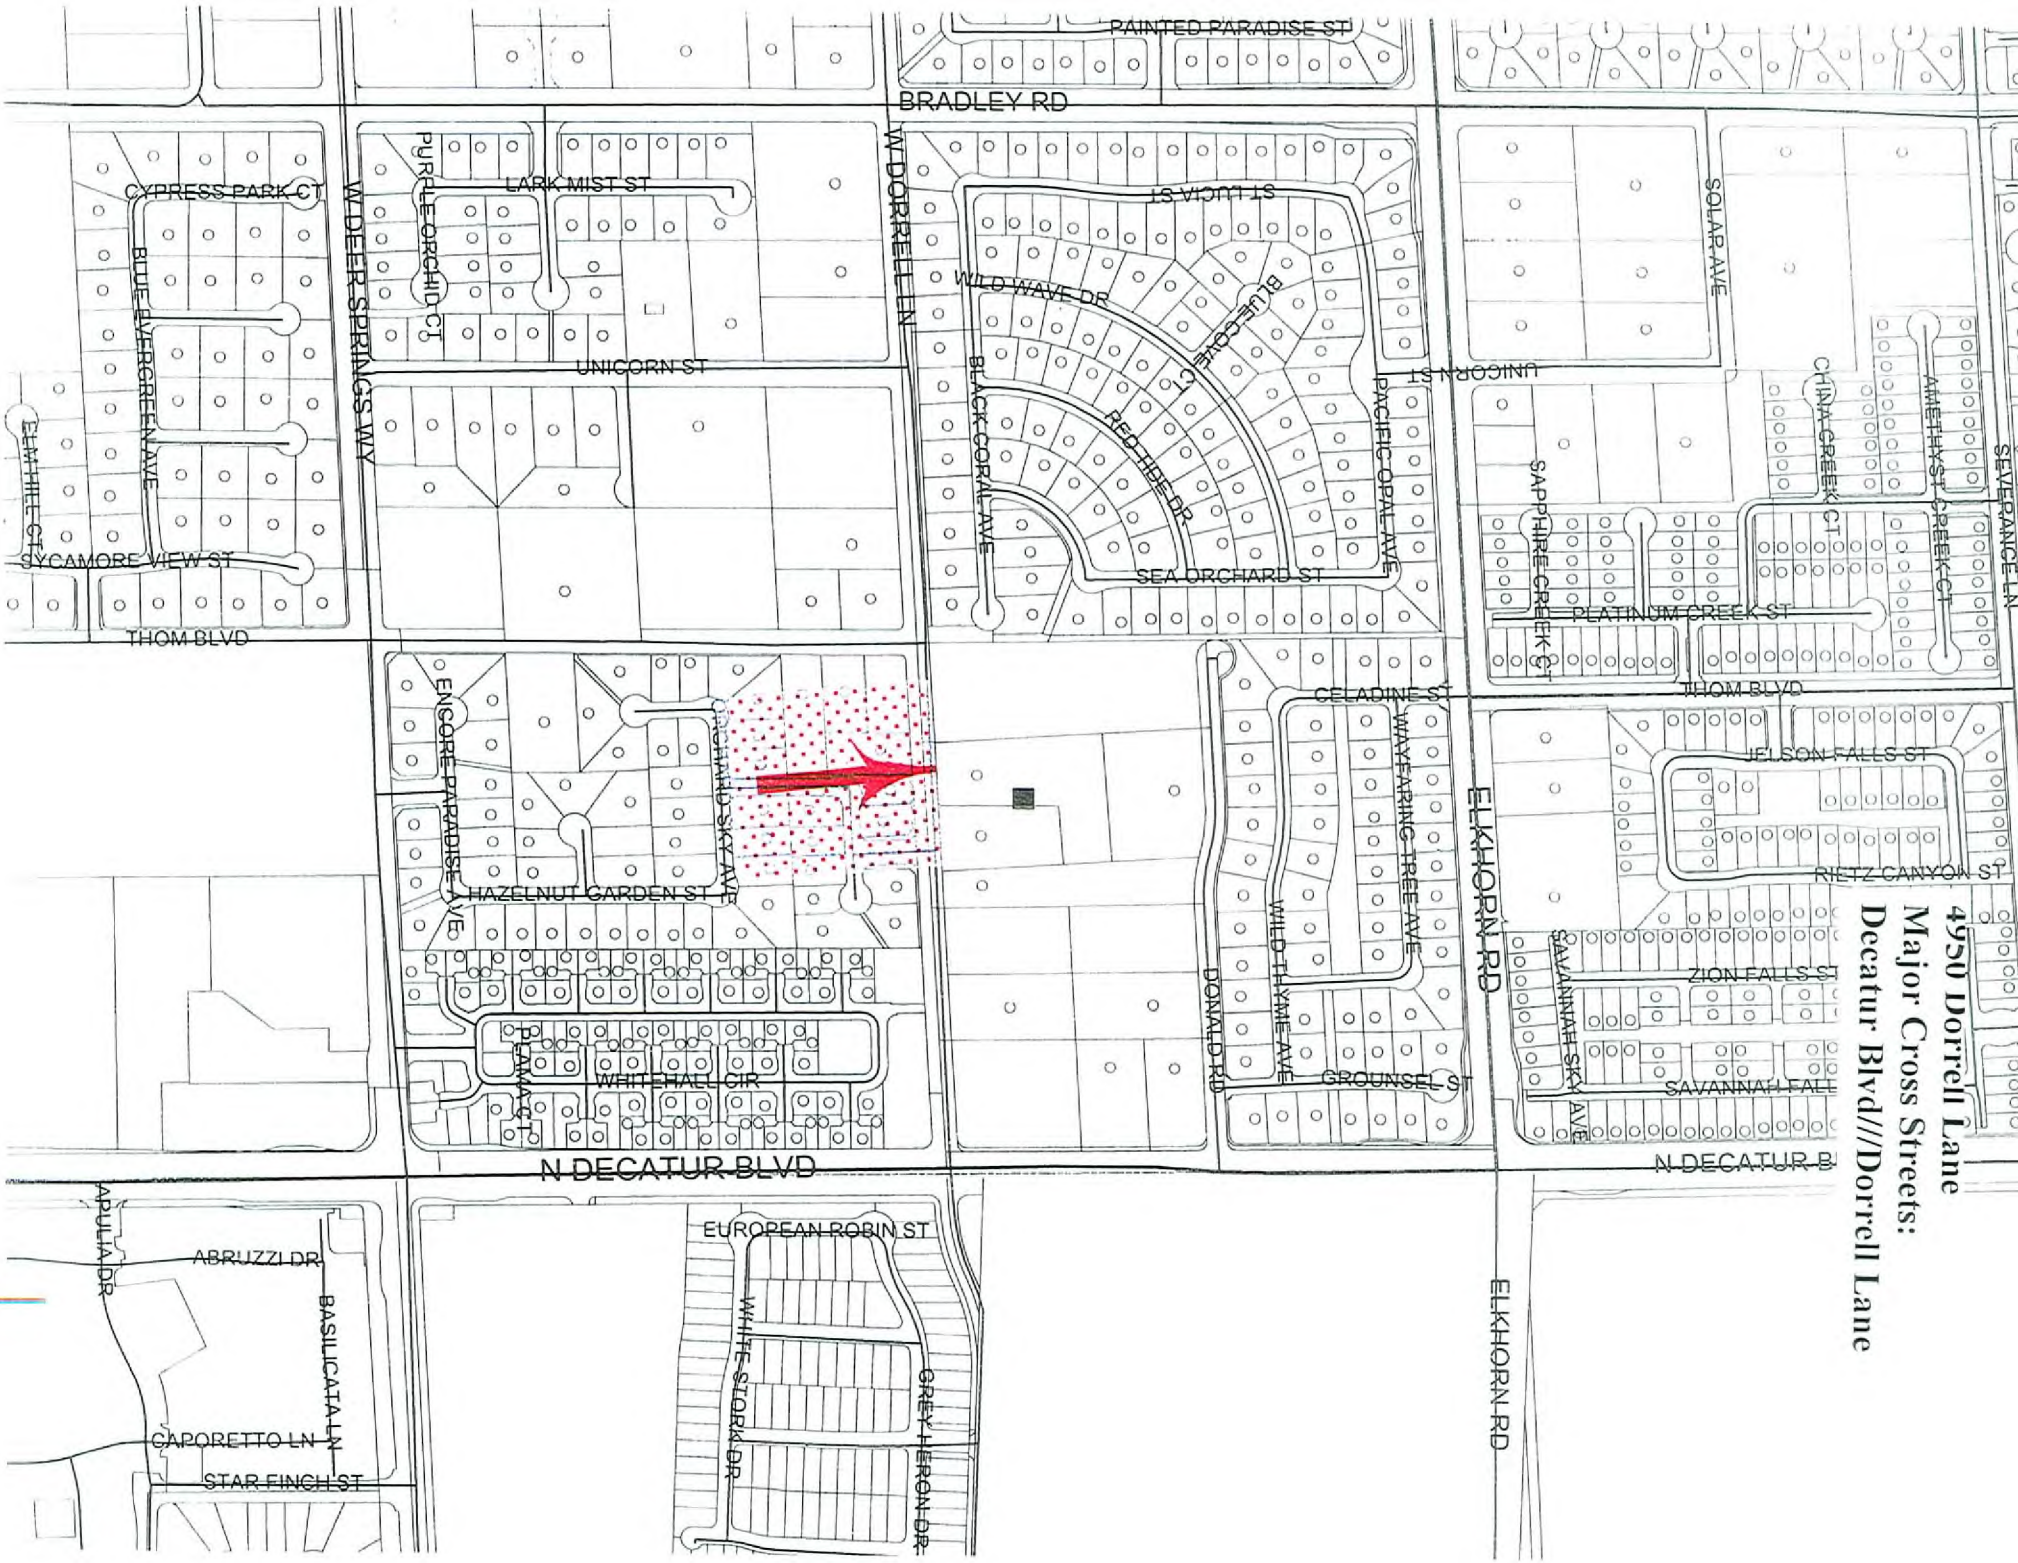 PAINTED PARADISE ST
BRADLEY RD
CYPRESS PARK CT
PURPLE ORCHID CT
LARK MIST ST
W DORRELL LN
ST LUCIA ST
SOLAR AVE
W DEER SPRINGS WY
BLUE EVERGREEN AVE
WILD WAVE DR
BLUE COVE CT
UNICORN ST
UNICORN ST
BLACK CORAL AVE
RED TIDE DR
PACIFIC OPAL AVE
CHINA CREEK CT
AMETHYST CREEK CT
SEVERANCE LN
ELM HILL CT
SAPPHIRE CREEK CT
SYCAMORE VIEW ST
SEA ORCHARD ST
PLATINUM CREEK ST
THOM BLVD
THOM BLVD
ENCORE PARADISE AVE
ORCHARD SKY AVE
CELADINE ST
WAYFARING TREE AVE
JELSON FALLS ST
ELKHORN RD
RIETZ CANYON ST
HAZELNUT GARDEN ST
WILD THYME AVE
DONALD RD
SAVANNAH SKY AVE
ZION FALLS ST
4950 Dorrell Lane
Major Cross Streets:
Decatur Blvd///Dorrell Lane
PLAMA CT
WHITEHALL CIR
GROUNSEL ST
SAVANNAH FALL
N DECATUR BLVD
N DECATUR B
APULIA DR
ABRUZZI DR
BASILICATA LN
EUROPEAN ROBIN ST
WHITE STORK DR
GREY HERON DR
ELKHORN RD
CAPORETTO LN
STAR FINCH ST